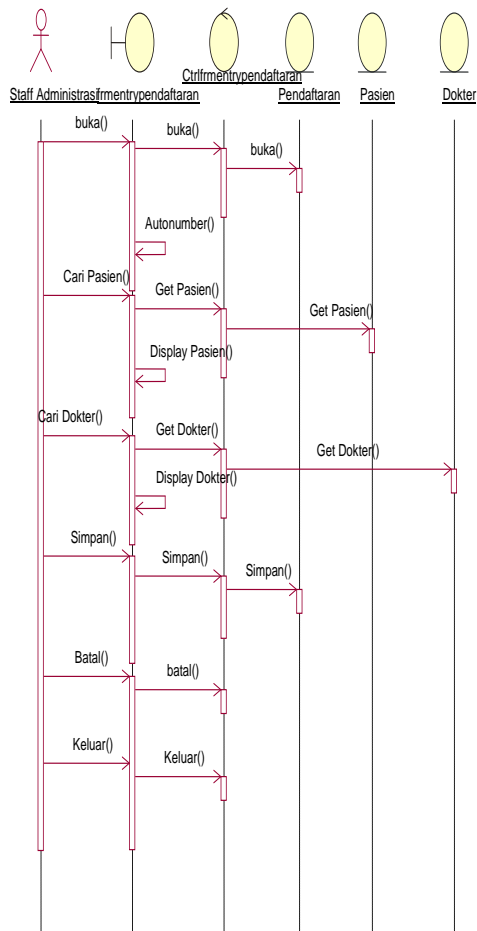 Ctrlfrmentrypendaftaran
Staff Administrasi
frmentrypendaftaran
Pendaftaran
Pasien
Dokter
buka()
buka()
buka()
Autonumber()
Cari Pasien()
Get Pasien()
Get Pasien()
Display Pasien()
Cari Dokter()
Get Dokter()
Get Dokter()
Display Dokter()
Simpan()
Simpan()
Simpan()
Batal()
batal()
Keluar()
Keluar()